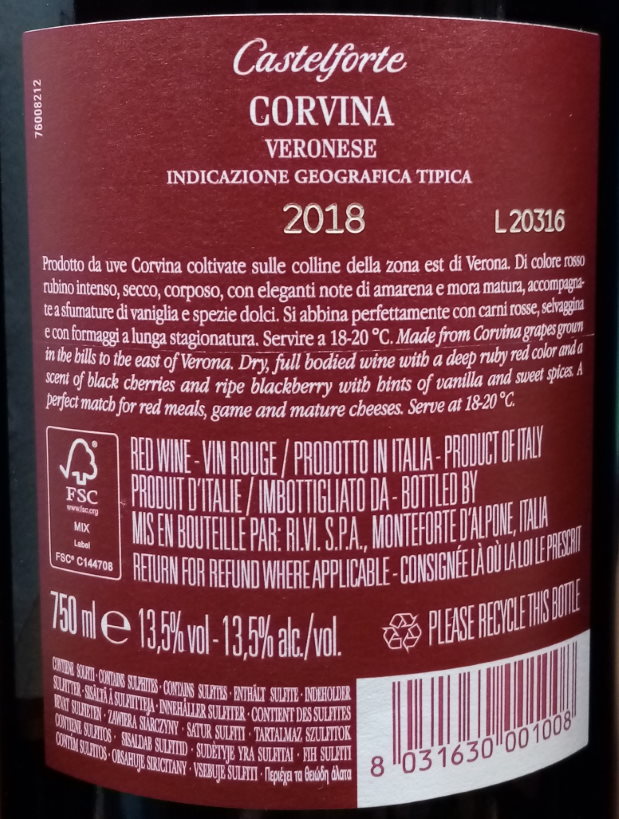 76008212
Castelforte
CORVINA
VERONESE
INDICAZIONE GEOGRAFICA TIPICA
2018
L20316
Prodotto da uve Corvina coltivate sulle colline della zona est di Verona. Di colore rosso
rubino intenso, secco, corposo, con eleganti note di amarena e mora matura, accompagna-
te a sfumature di vaniglia e spezie dolci. Si abbina perfettamente con carni rosse, selvaggina
e con formaggi a lunga stagionatura. Servire a 18-20 °C. Made from Corvina grapes grown
in the hills to the east of Verona. Dry, full bodied wine with a deep ruby red color and a
scent of black cherries and ripe blackberry with hints of vanilla and sweet spices. A
perfect match for red meals, game and mature cheeses. Serve at 18-20 °C.
FSC
www.fsc.org
MIX
Label
FSC® C144708
RED WINE - VIN ROUGE / PRODOTTO IN ITALIA - PRODUCT OF ITALY
PRODUIT D'ITALIE / IMBOTTIGLIATO DA - BOTTLED BY
MIS EN BOUTEILLE PAR: RI.VI. S.P.A., MONTEFORTE D'ALPONE, ITALIA
RETURN FOR REFUND WHERE APPLICABLE - CONSIGNÉE LÀ OÙ LA LOI LE PRESCRIT
750 ml e 13,5% vol - 13,5% alc./vol.
PLEASE RECYCLE THIS BOTTLE
CONTIENE SOLFITI · CONTAINS SULPHITES · CONTAINS SULFITES · ENTHÄLT SULFITE · INDEHOLDER
SULFITTER · SISÄLTÄÄ SULFIITTEJA · INNEHÅLLER SULFITER · CONTIENT DES SULFITES
BEVAT SULFIETEN · ZAWIERA SIARCZYNY · SATUR SULFĪTI · TARTALMAZ SZULFITOK
CONTIENE SULFITOS · SISALDAB SULFITID · SUDĖTYJE YRA SULFITAI · FIH SULFITI
CONTÉM SULFITOS · OBSAHUJE SIRICITANY · VSEBUJE SULFITI · Περιέχει τα θειώδη άλατα
8 031630 001008